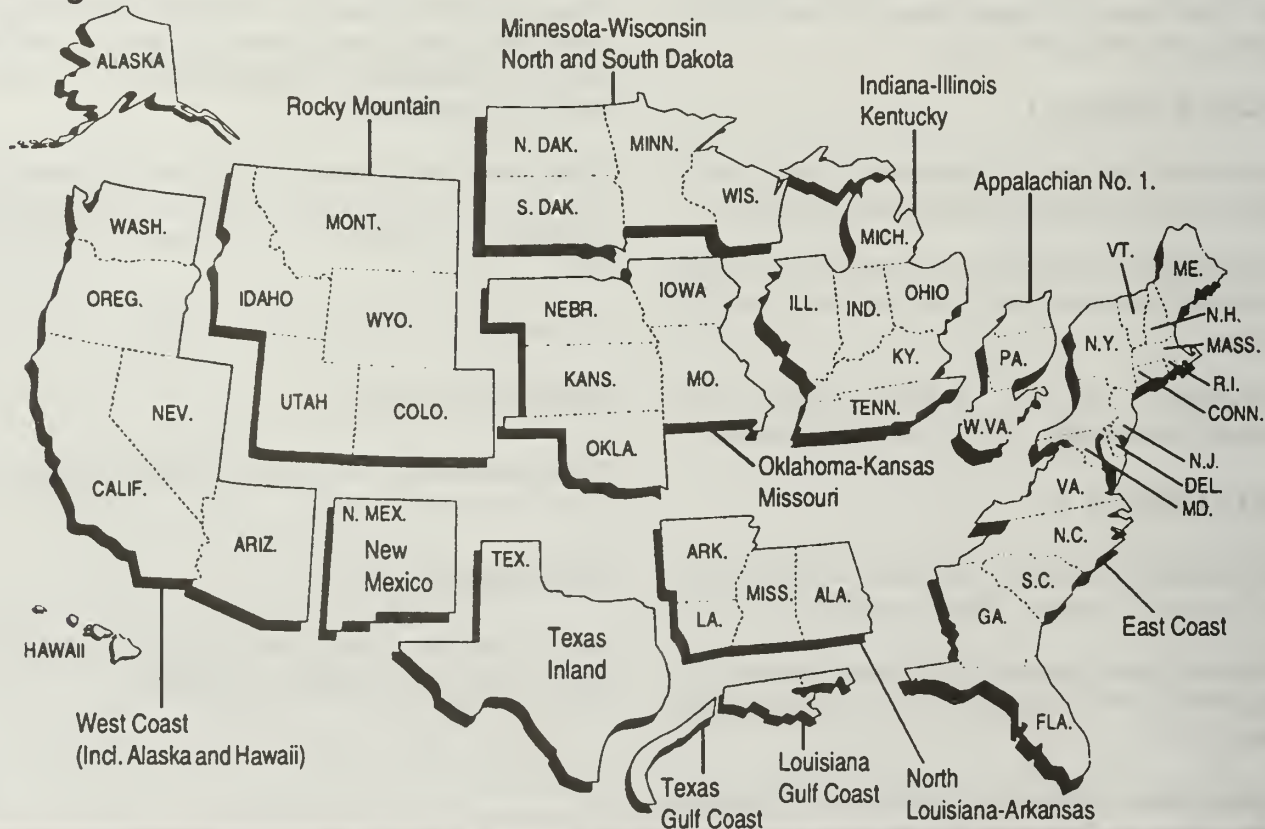 ALASKA
Minnesota-Wisconsin
North and South Dakota
Indiana-Illinois
Kentucky
Rocky Mountain
Appalachian No. 1.
N. DAK.
MINN.
S. DAK.
WIS.
MICH.
WASH.
MONT.
VT.
ME.
OREG.
IDAHO
WYO.
NEBR.
IOWA
ILL.
IND.
OHIO
N.H.
N.Y.
MASS.
PA.
R.I.
CONN.
NEV.
UTAH
COLO.
KANS.
MO.
KY.
TENN.
W.VA.
OKLA.
Oklahoma-Kansas
Missouri
N.J.
DEL.
MD.
VA.
CALIF.
ARIZ.
N. MEX.
New
Mexico
TEX.
Texas
Inland
ARK.
LA.
MISS.
ALA.
N.C.
S.C.
GA.
East Coast
HAWAII
FLA.
West Coast
(Incl. Alaska and Hawaii)
Texas
Gulf Coast
Louisiana
Gulf Coast
North
Louisiana-Arkansas